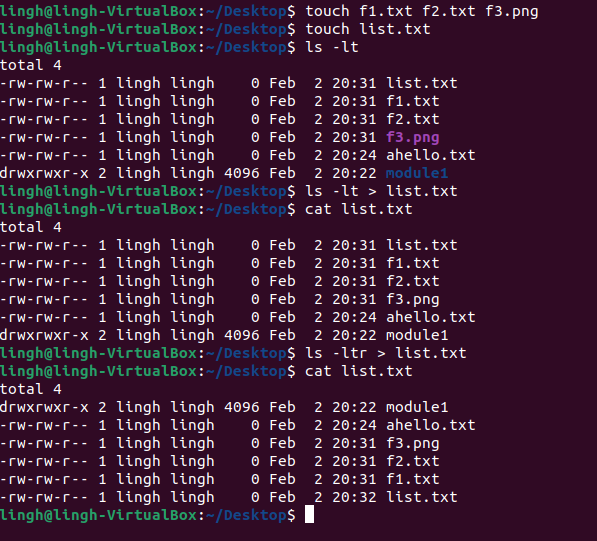 lingh@lingh-VirtualBox:~/Desktop$ touch f1.txt f2.txt f3.png
lingh@lingh-VirtualBox:~/Desktop$ touch list.txt
lingh@lingh-VirtualBox:~/Desktop$ ls -lt
total 4
-rw-rw-r-- 1 lingh lingh    0 Feb  2 20:31 list.txt
-rw-rw-r-- 1 lingh lingh    0 Feb  2 20:31 f1.txt
-rw-rw-r-- 1 lingh lingh    0 Feb  2 20:31 f2.txt
-rw-rw-r-- 1 lingh lingh    0 Feb  2 20:31 f3.png
-rw-rw-r-- 1 lingh lingh    0 Feb  2 20:24 ahello.txt
drwxrwxr-x 2 lingh lingh 4096 Feb  2 20:22 module1
lingh@lingh-VirtualBox:~/Desktop$ ls -lt > list.txt
lingh@lingh-VirtualBox:~/Desktop$ cat list.txt
total 4
-rw-rw-r-- 1 lingh lingh    0 Feb  2 20:31 list.txt
-rw-rw-r-- 1 lingh lingh    0 Feb  2 20:31 f1.txt
-rw-rw-r-- 1 lingh lingh    0 Feb  2 20:31 f2.txt
-rw-rw-r-- 1 lingh lingh    0 Feb  2 20:31 f3.png
-rw-rw-r-- 1 lingh lingh    0 Feb  2 20:24 ahello.txt
drwxrwxr-x 2 lingh lingh 4096 Feb  2 20:22 module1
lingh@lingh-VirtualBox:~/Desktop$ ls -ltr > list.txt
lingh@lingh-VirtualBox:~/Desktop$ cat list.txt
total 4
drwxrwxr-x 2 lingh lingh 4096 Feb  2 20:22 module1
-rw-rw-r-- 1 lingh lingh    0 Feb  2 20:24 ahello.txt
-rw-rw-r-- 1 lingh lingh    0 Feb  2 20:31 f3.png
-rw-rw-r-- 1 lingh lingh    0 Feb  2 20:31 f2.txt
-rw-rw-r-- 1 lingh lingh    0 Feb  2 20:31 f1.txt
-rw-rw-r-- 1 lingh lingh    0 Feb  2 20:32 list.txt
lingh@lingh-VirtualBox:~/Desktop$